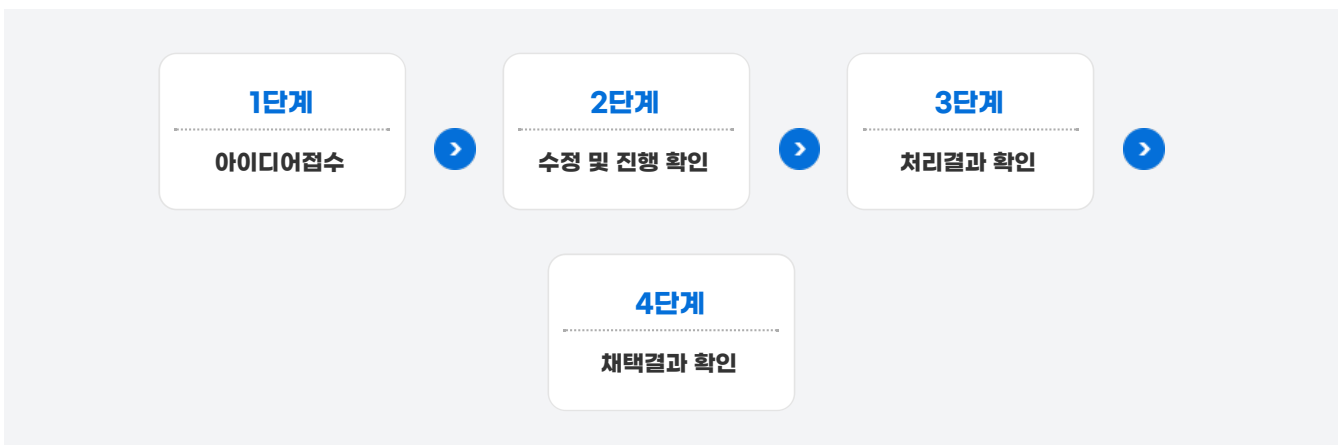 1단계
아이디어접수
2단계
수정 및 진행 확인
3단계
처리결과 확인
4단계
채택결과 확인